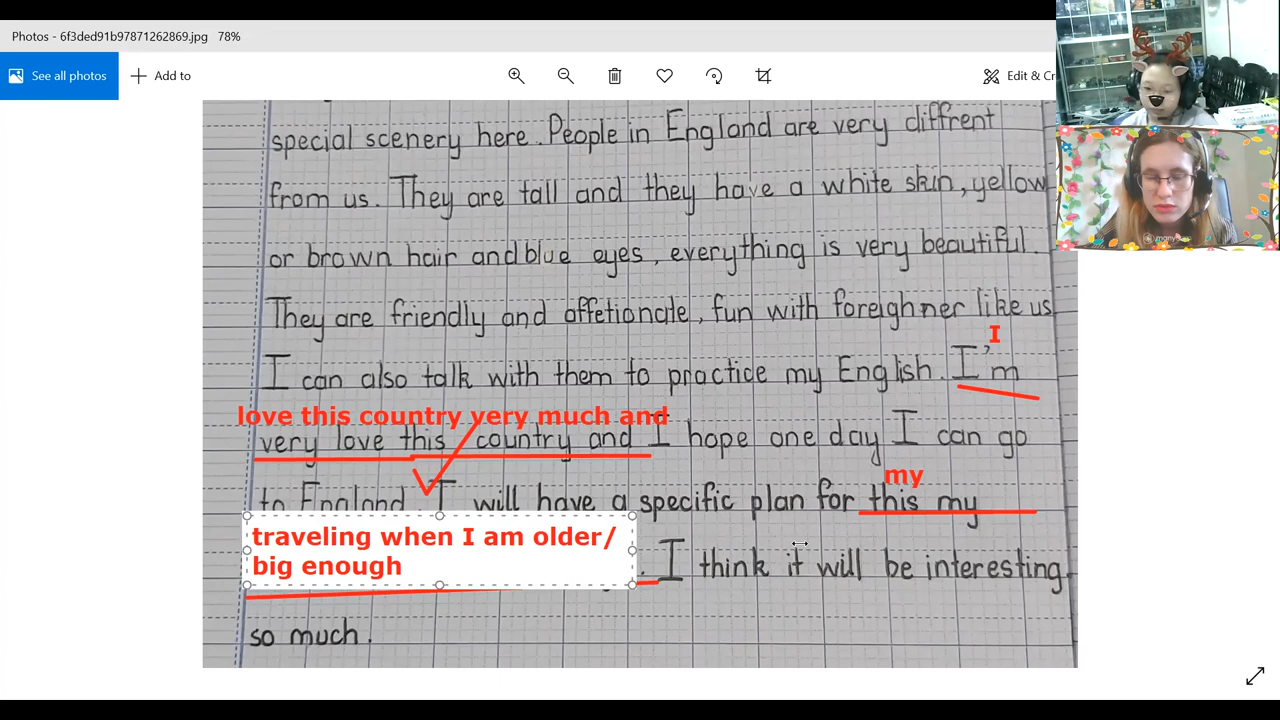 Photos - 6f3ded91b97871262869.jpg   78%
See all photos
Add to
Edit & Cr
special scenery here. People in England are very diffrent
from us. They are tall and they have a white skin, yellow
or brown hair and blue eyes, everything is very beautiful.
They are friendly and affetionate, fun with foreighner like us
I
I can also talk with them to practice my English. I'm
love this country very much and
very love this country and I hope one day I can go
my
to England. I will have a specific plan for this my
traveling when I am older/
big enough
. I think it will be interesting
so much.